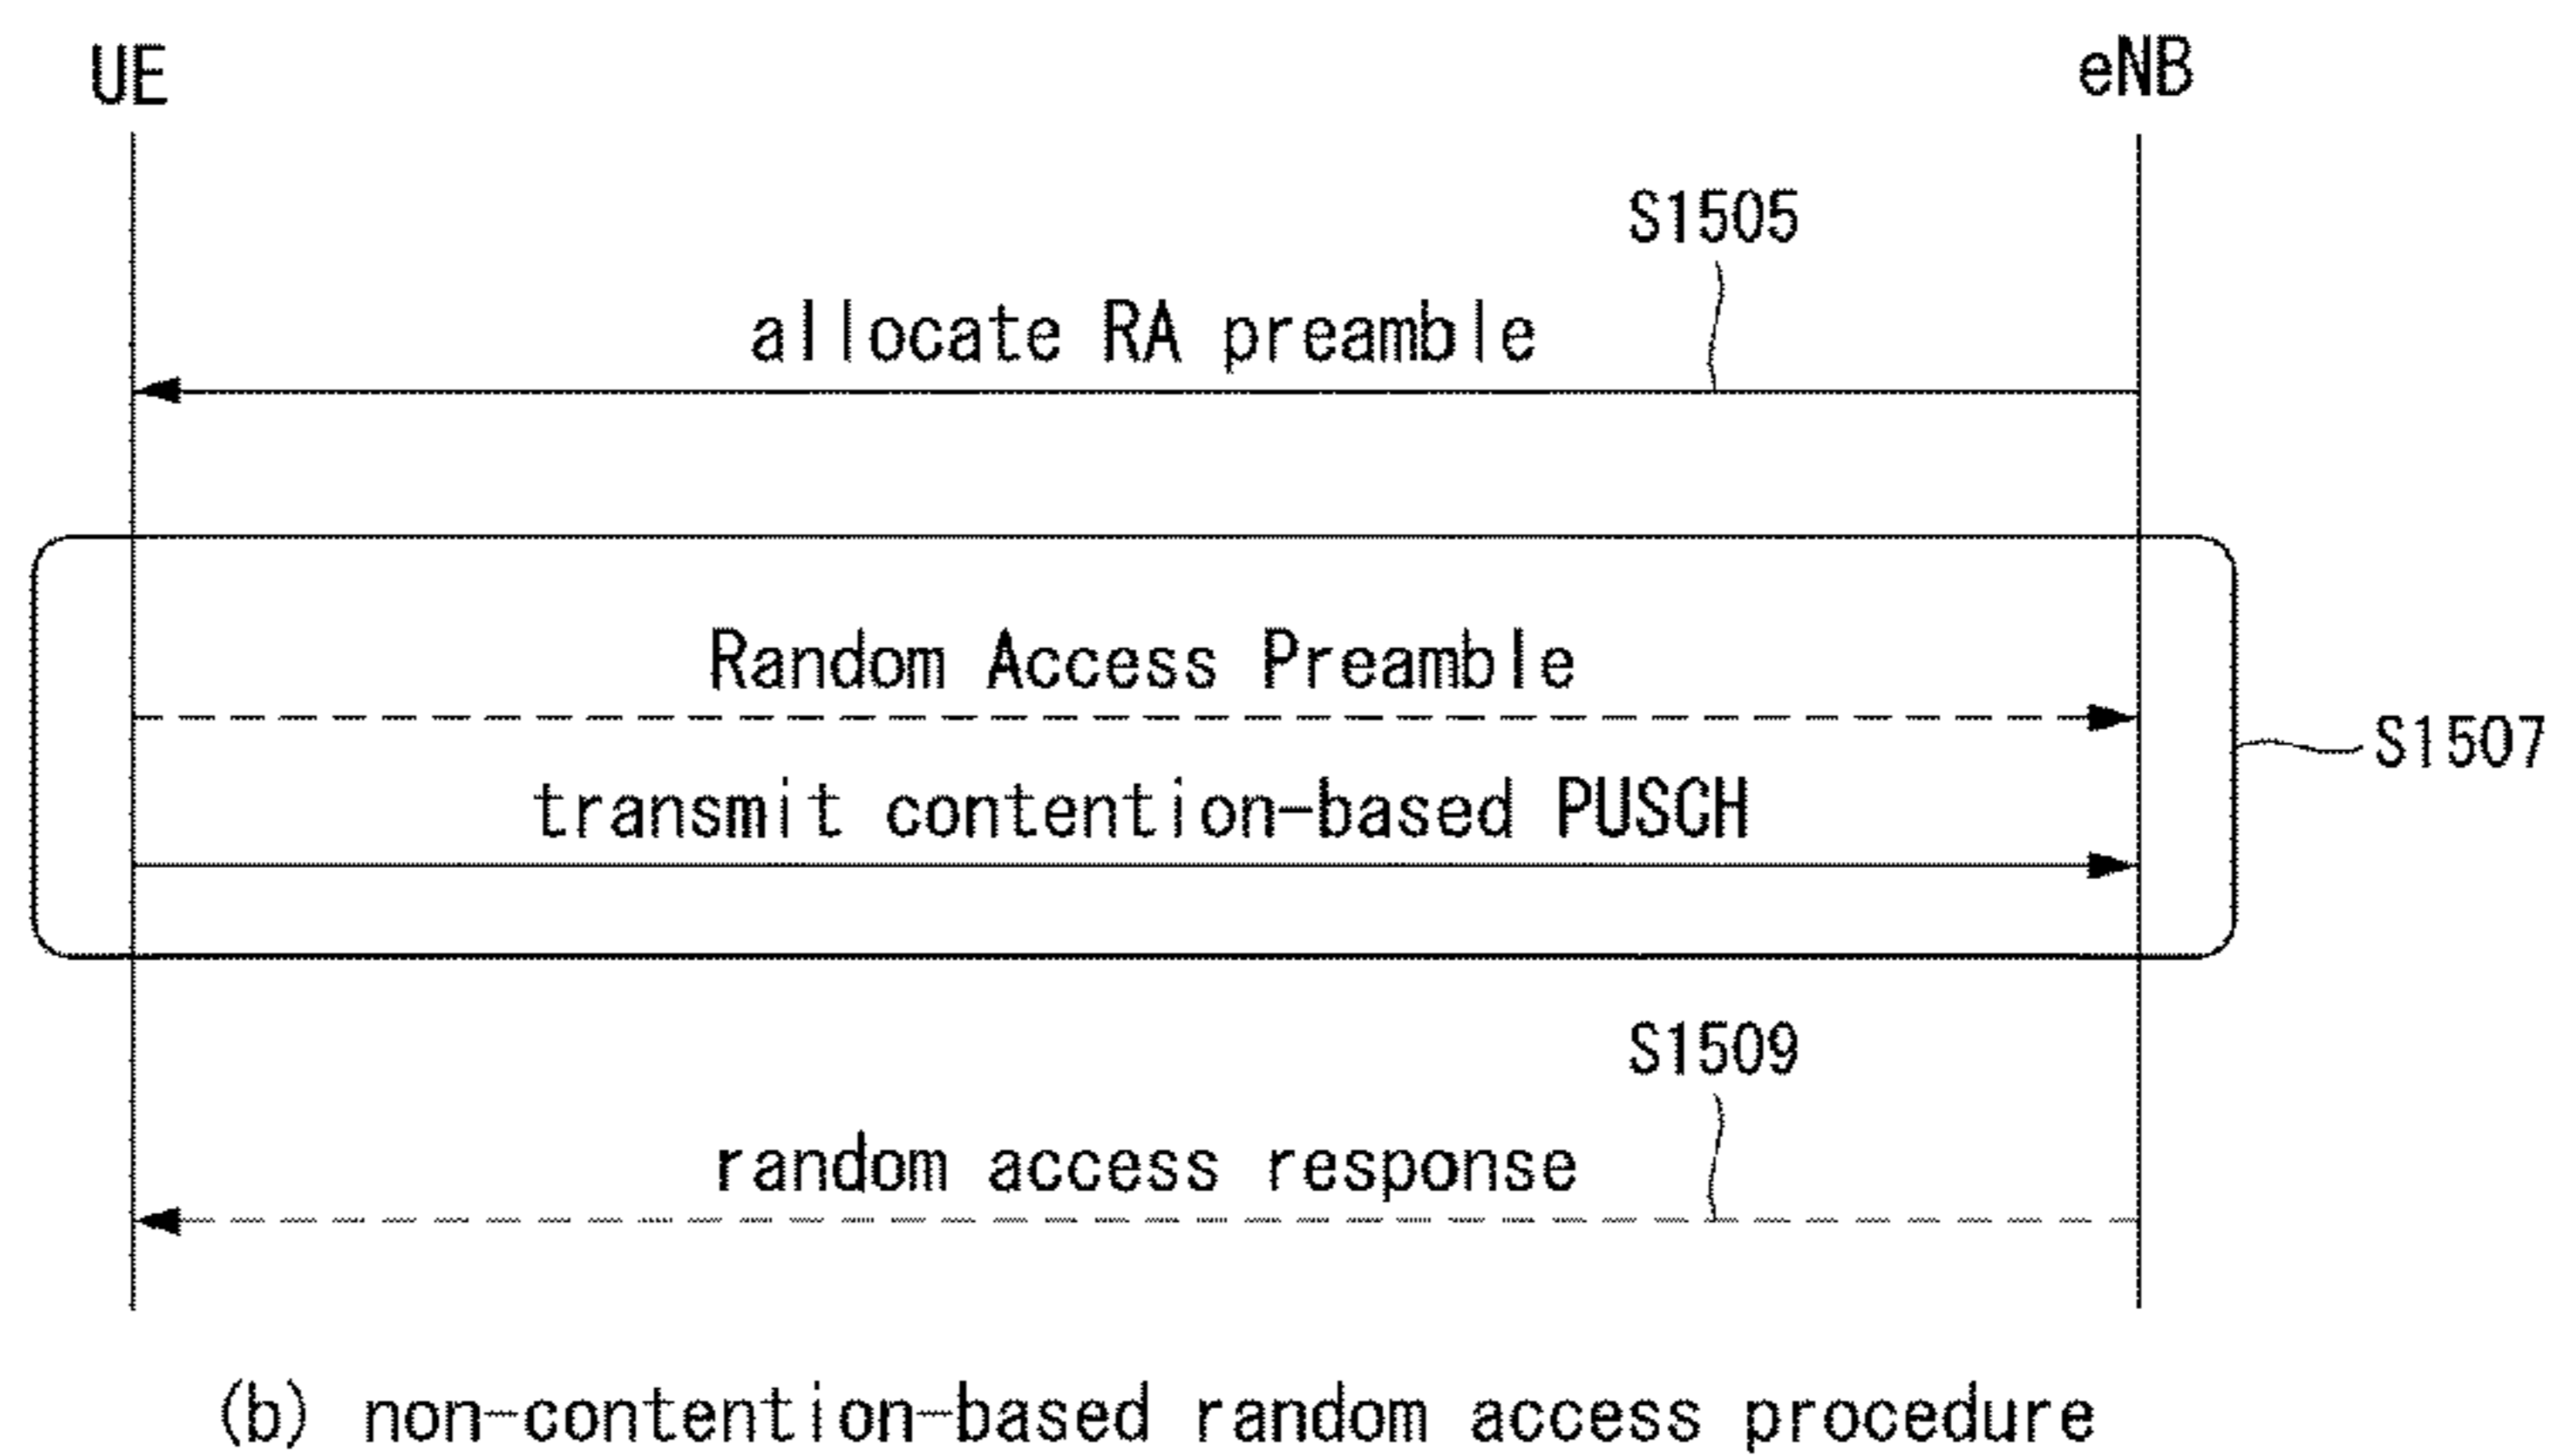 UE
eNB
S1505
allocate RA preamble
Random Access Preamble
S1507
transmit contention-based PUSCH
S1509
random access response
(b) non-contention-based random access procedure